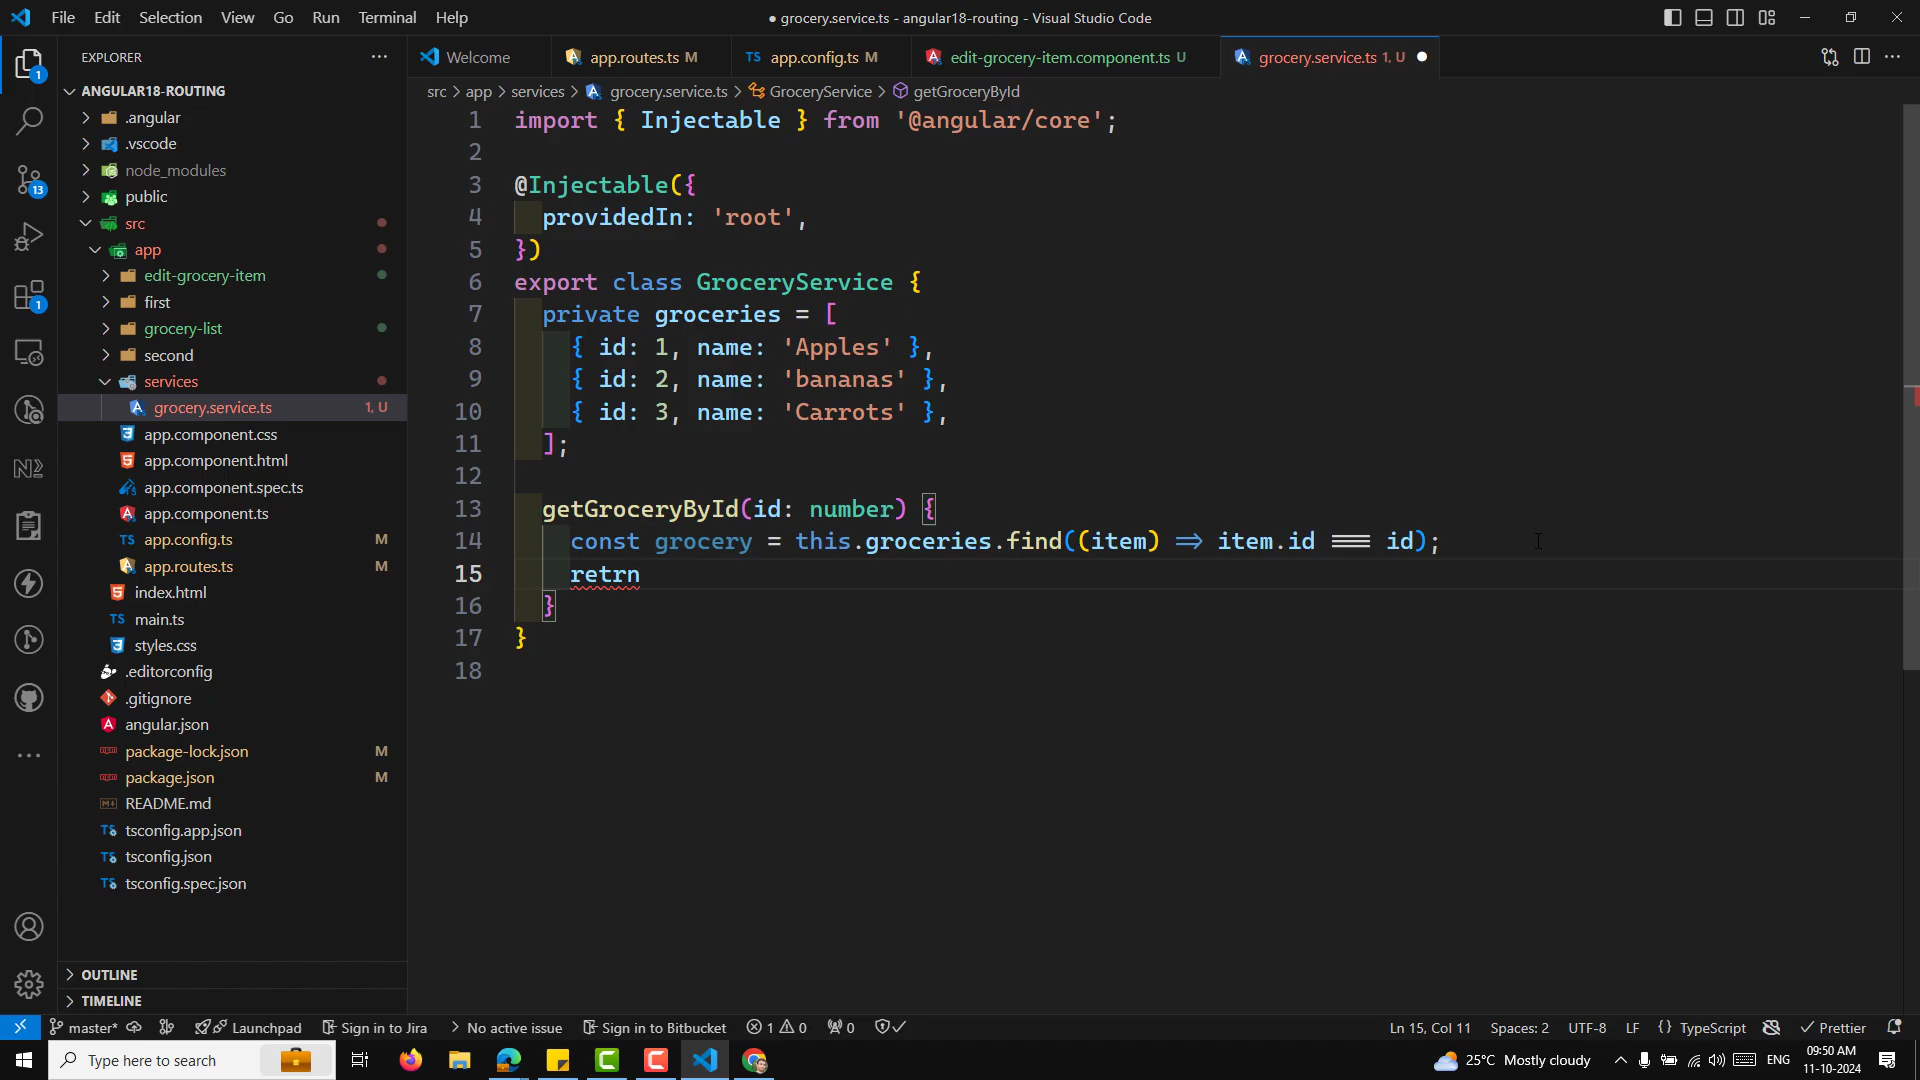 File Edit Selection View Go Run Terminal Help
● grocery.service.ts - angular18-routing - Visual Studio Code
EXPLORER
Welcome
app.routes.ts M
TS app.config.ts M
edit-grocery-item.component.ts U
grocery.service.ts 1, U
src > app > services > grocery.service.ts > GroceryService > getGroceryById
ANGULAR18-ROUTING
.angular
.vscode
node_modules
public
src
app
edit-grocery-item
first
grocery-list
second
services
grocery.service.ts 1, U
app.component.css
app.component.html
app.component.spec.ts
app.component.ts
TS app.config.ts M
app.routes.ts M
index.html
TS main.ts
styles.css
.editorconfig
.gitignore
angular.json
package-lock.json M
package.json M
README.md
tsconfig.app.json
tsconfig.json
tsconfig.spec.json
OUTLINE
TIMELINE
1 import { Injectable } from '@angular/core';
2
3 @Injectable({
4 providedIn: 'root',
5 })
6 export class GroceryService {
7 private groceries = [
8 { id: 1, name: 'Apples' },
9 { id: 2, name: 'bananas' },
10 { id: 3, name: 'Carrots' },
11 ];
12
13 getGroceryById(id: number) {
14 const grocery = this.groceries.find((item) => item.id === id);
15 retrn
16 }
17 }
18
1
13
1
master* Launchpad Sign in to Jira > No active issue Sign in to Bitbucket 1 0 0 Ln 15, Col 11 Spaces: 2 UTF-8 LF {} TypeScript Prettier
Type here to search
25°C Mostly cloudy
ENG
09:50 AM
11-10-2024